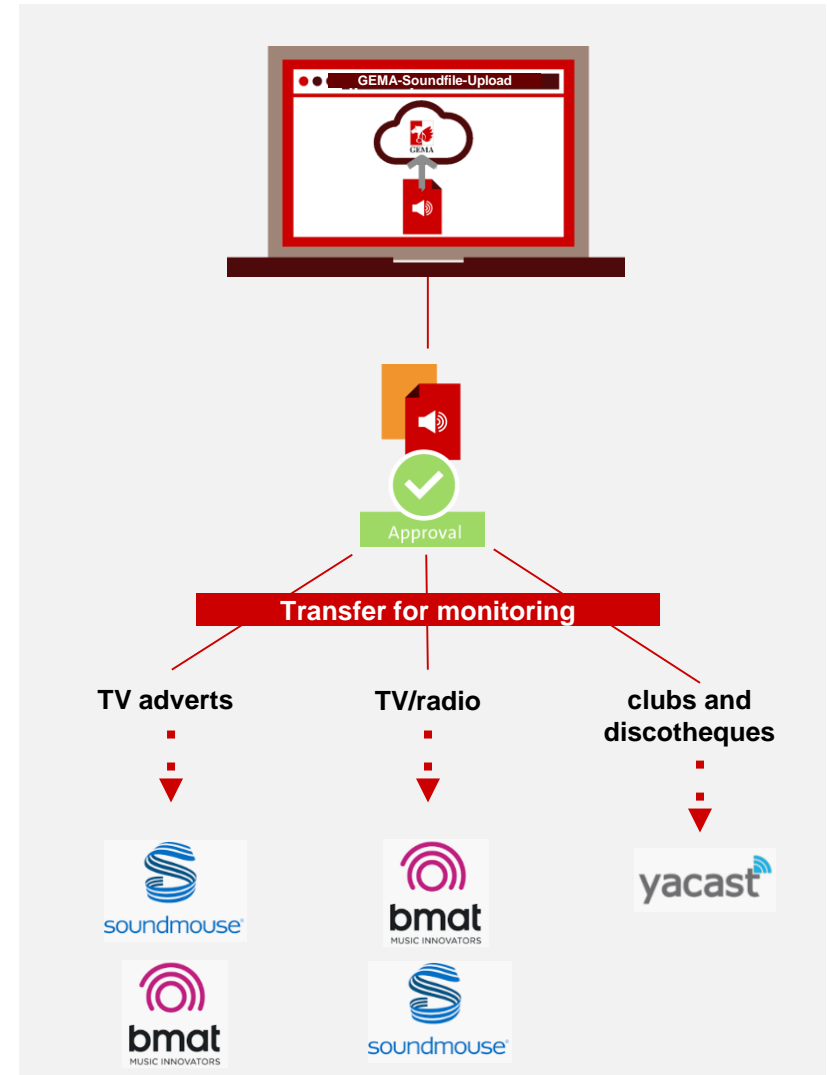 GEMA-Soundfile-Upload
GEMA
Approval
Transfer for monitoring
TV adverts
TV/radio
clubs and
discotheques
soundmouse®
bmat
MUSIC INNOVATORS
yacast
bmat
MUSIC INNOVATORS
soundmouse®